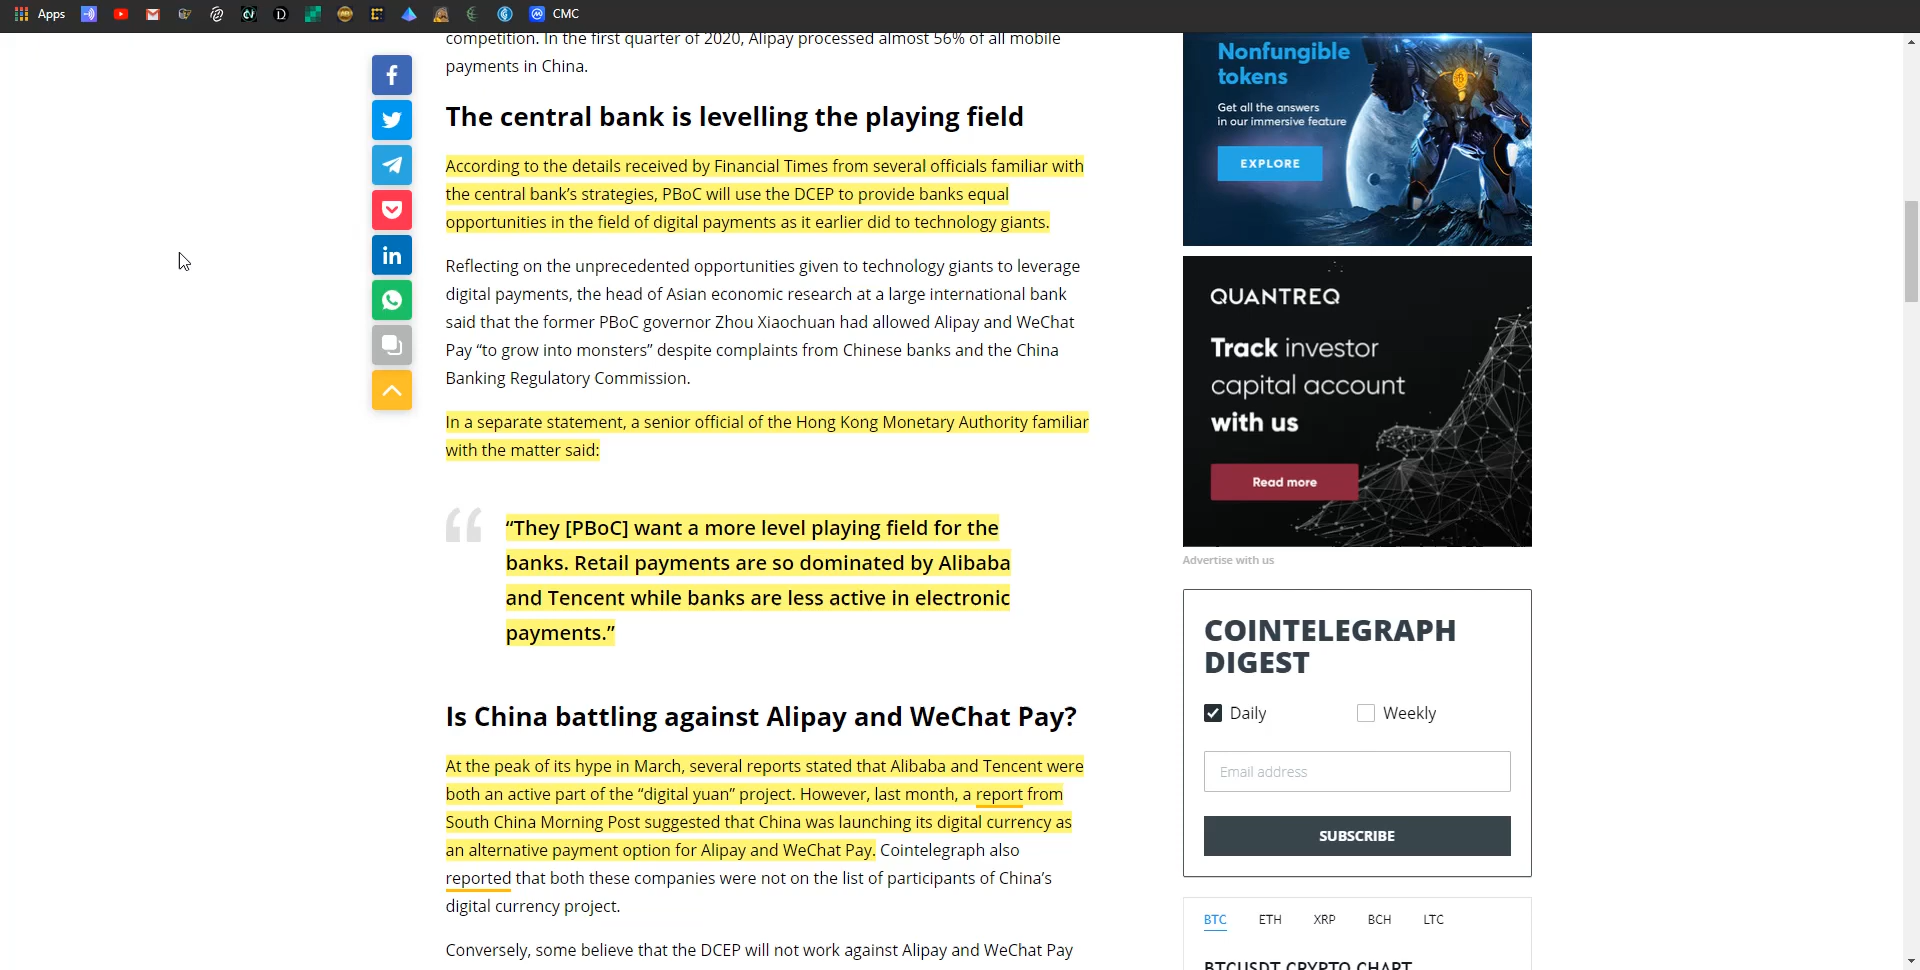 Apps
CMC
competition. In the first quarter of 2020, Alipay processed almost 56% of all mobile
payments in China.
The central bank is levelling the playing field
According to the details received by Financial Times from several officials familiar with
the central bank's strategies, PBoC will use the DCEP to provide banks equal
opportunities in the field of digital payments as it earlier did to technology giants.
Reflecting on the unprecedented opportunities given to technology giants to leverage
digital payments, the head of Asian economic research at a large international bank
said that the former PBoC governor Zhou Xiaochuan had allowed Alipay and WeChat
Pay “to grow into monsters” despite complaints from Chinese banks and the China
Banking Regulatory Commission.
In a separate statement, a senior official of the Hong Kong Monetary Authority familiar
with the matter said:
“They [PBoC] want a more level playing field for the
banks. Retail payments are so dominated by Alibaba
and Tencent while banks are less active in electronic
payments.”
Is China battling against Alipay and WeChat Pay?
At the peak of its hype in March, several reports stated that Alibaba and Tencent were
both an active part of the “digital yuan” project. However, last month, a report from
South China Morning Post suggested that China was launching its digital currency as
an alternative payment option for Alipay and WeChat Pay. Cointelegraph also
reported that both these companies were not on the list of participants of China's
digital currency project.
Conversely, some believe that the DCEP will not work against Alipay and WeChat Pay
Nonfungible
tokens
Get all the answers
in our immersive feature
EXPLORE
QUANTREQ
Track investor
capital account
with us
Read more
Advertise with us
COINTELEGRAPH
DIGEST
Daily
Weekly
Email address
SUBSCRIBE
BTC ETH XRP BCH LTC
BTCUSDT CRYPTO CHART